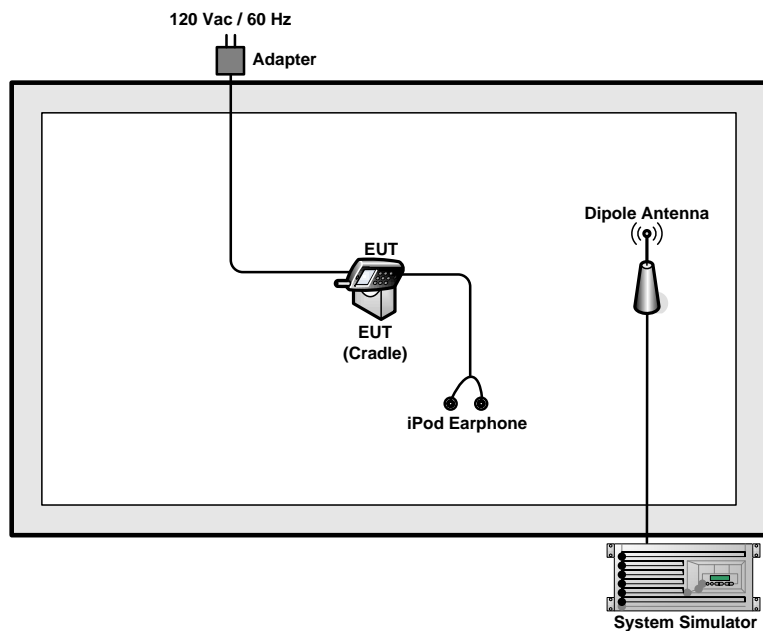 120 Vac / 60 Hz
Adapter
Dipole Antenna
EUT
EUT
(Cradle)
iPod Earphone
System Simulator